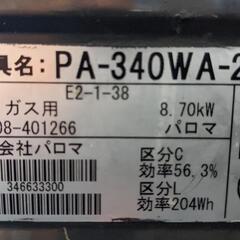 具名: PA-340WA-2
E2-1-38
ガス用 8.70kW
08-401266 パロマ
会社パロマ 区分C
効率56.3%
346633300 区分L
効率204Wh